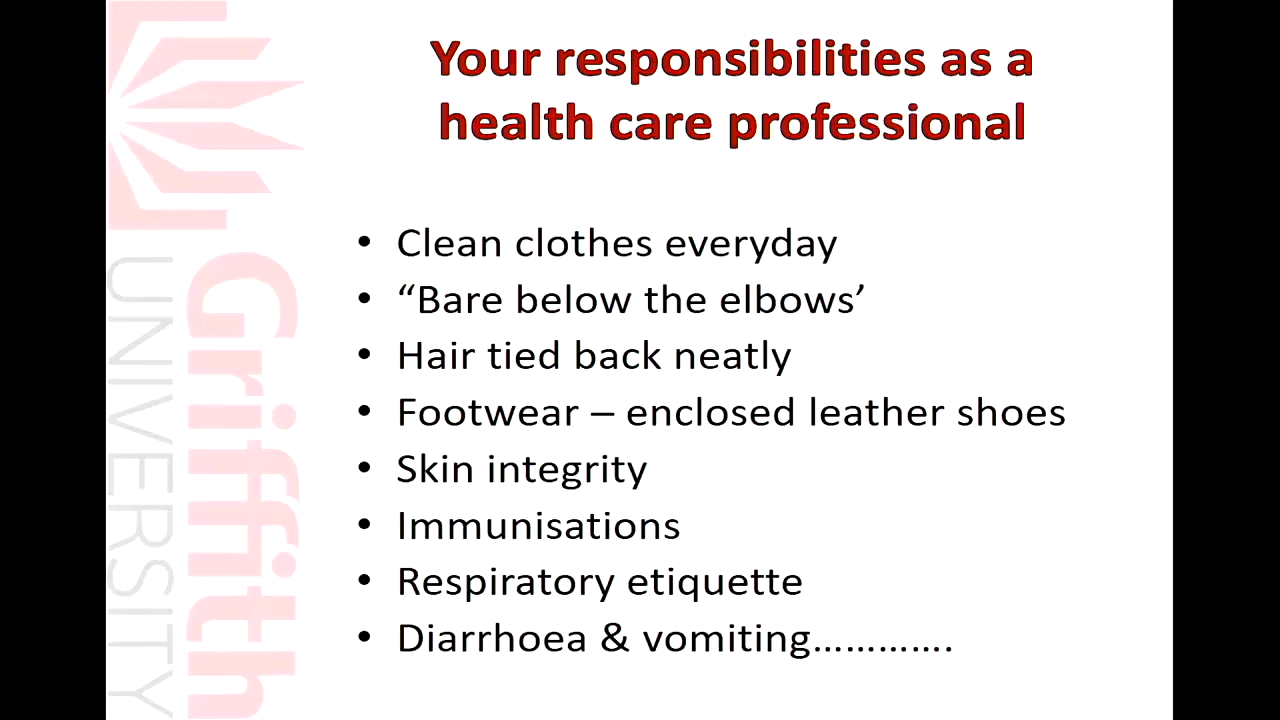 Your responsibilities as a
health care professional
• Clean clothes everyday
• “Bare below the elbows’
• Hair tied back neatly
• Footwear – enclosed leather shoes
• Skin integrity
• Immunisations
• Respiratory etiquette
• Diarrhoea & vomiting………….
Griffith
UNIVERSITY